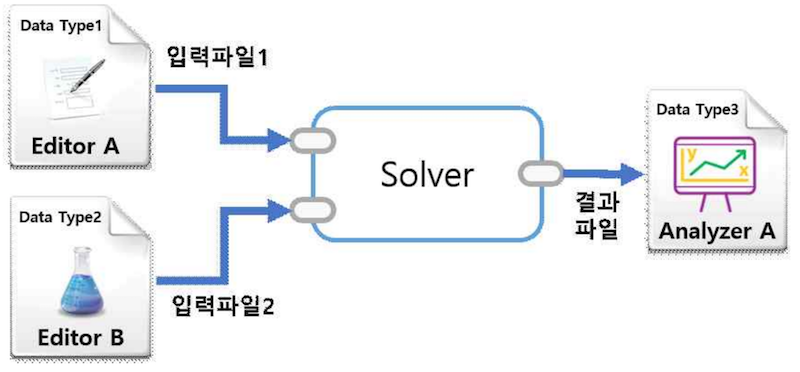 Data Type1
Editor A
입력파일1
Data Type2
Editor B
입력파일2
Solver
결과
파일
Data Type3
y
x
Analyzer A